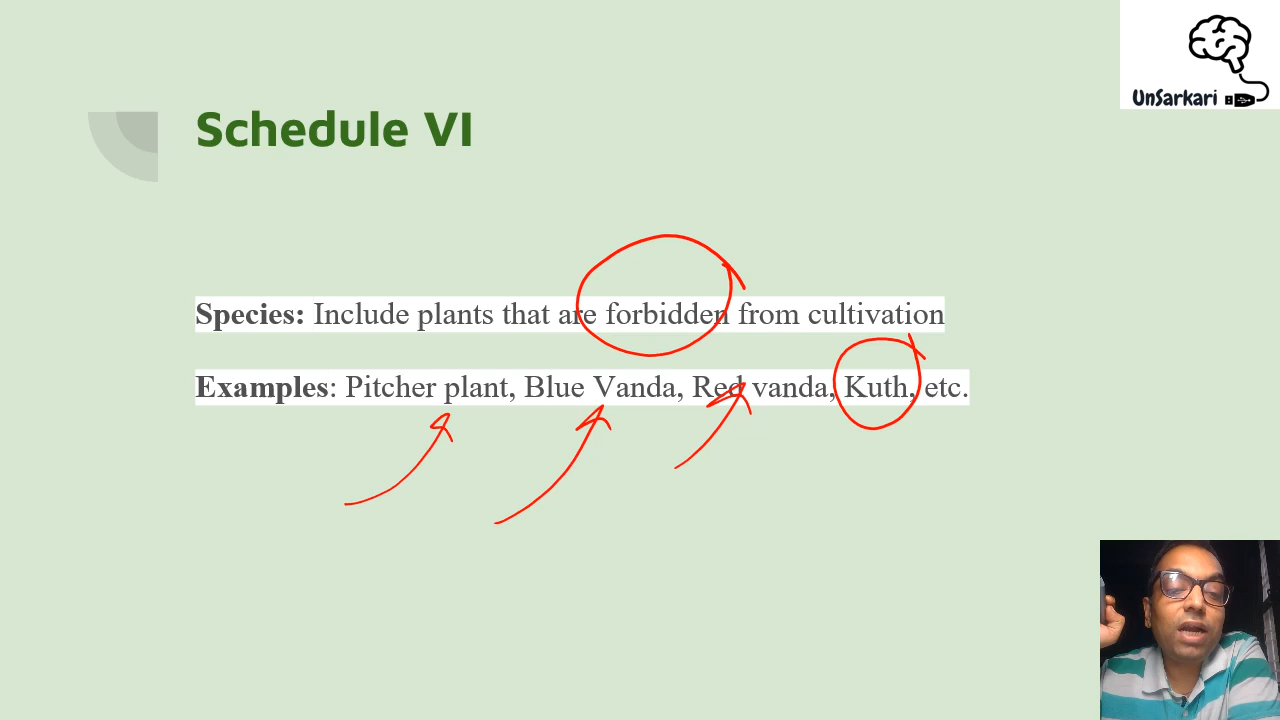 UnSarkari
Schedule VI
Species: Include plants that are forbidden from cultivation
Examples: Pitcher plant, Blue Vanda, Red vanda, Kuth, etc.